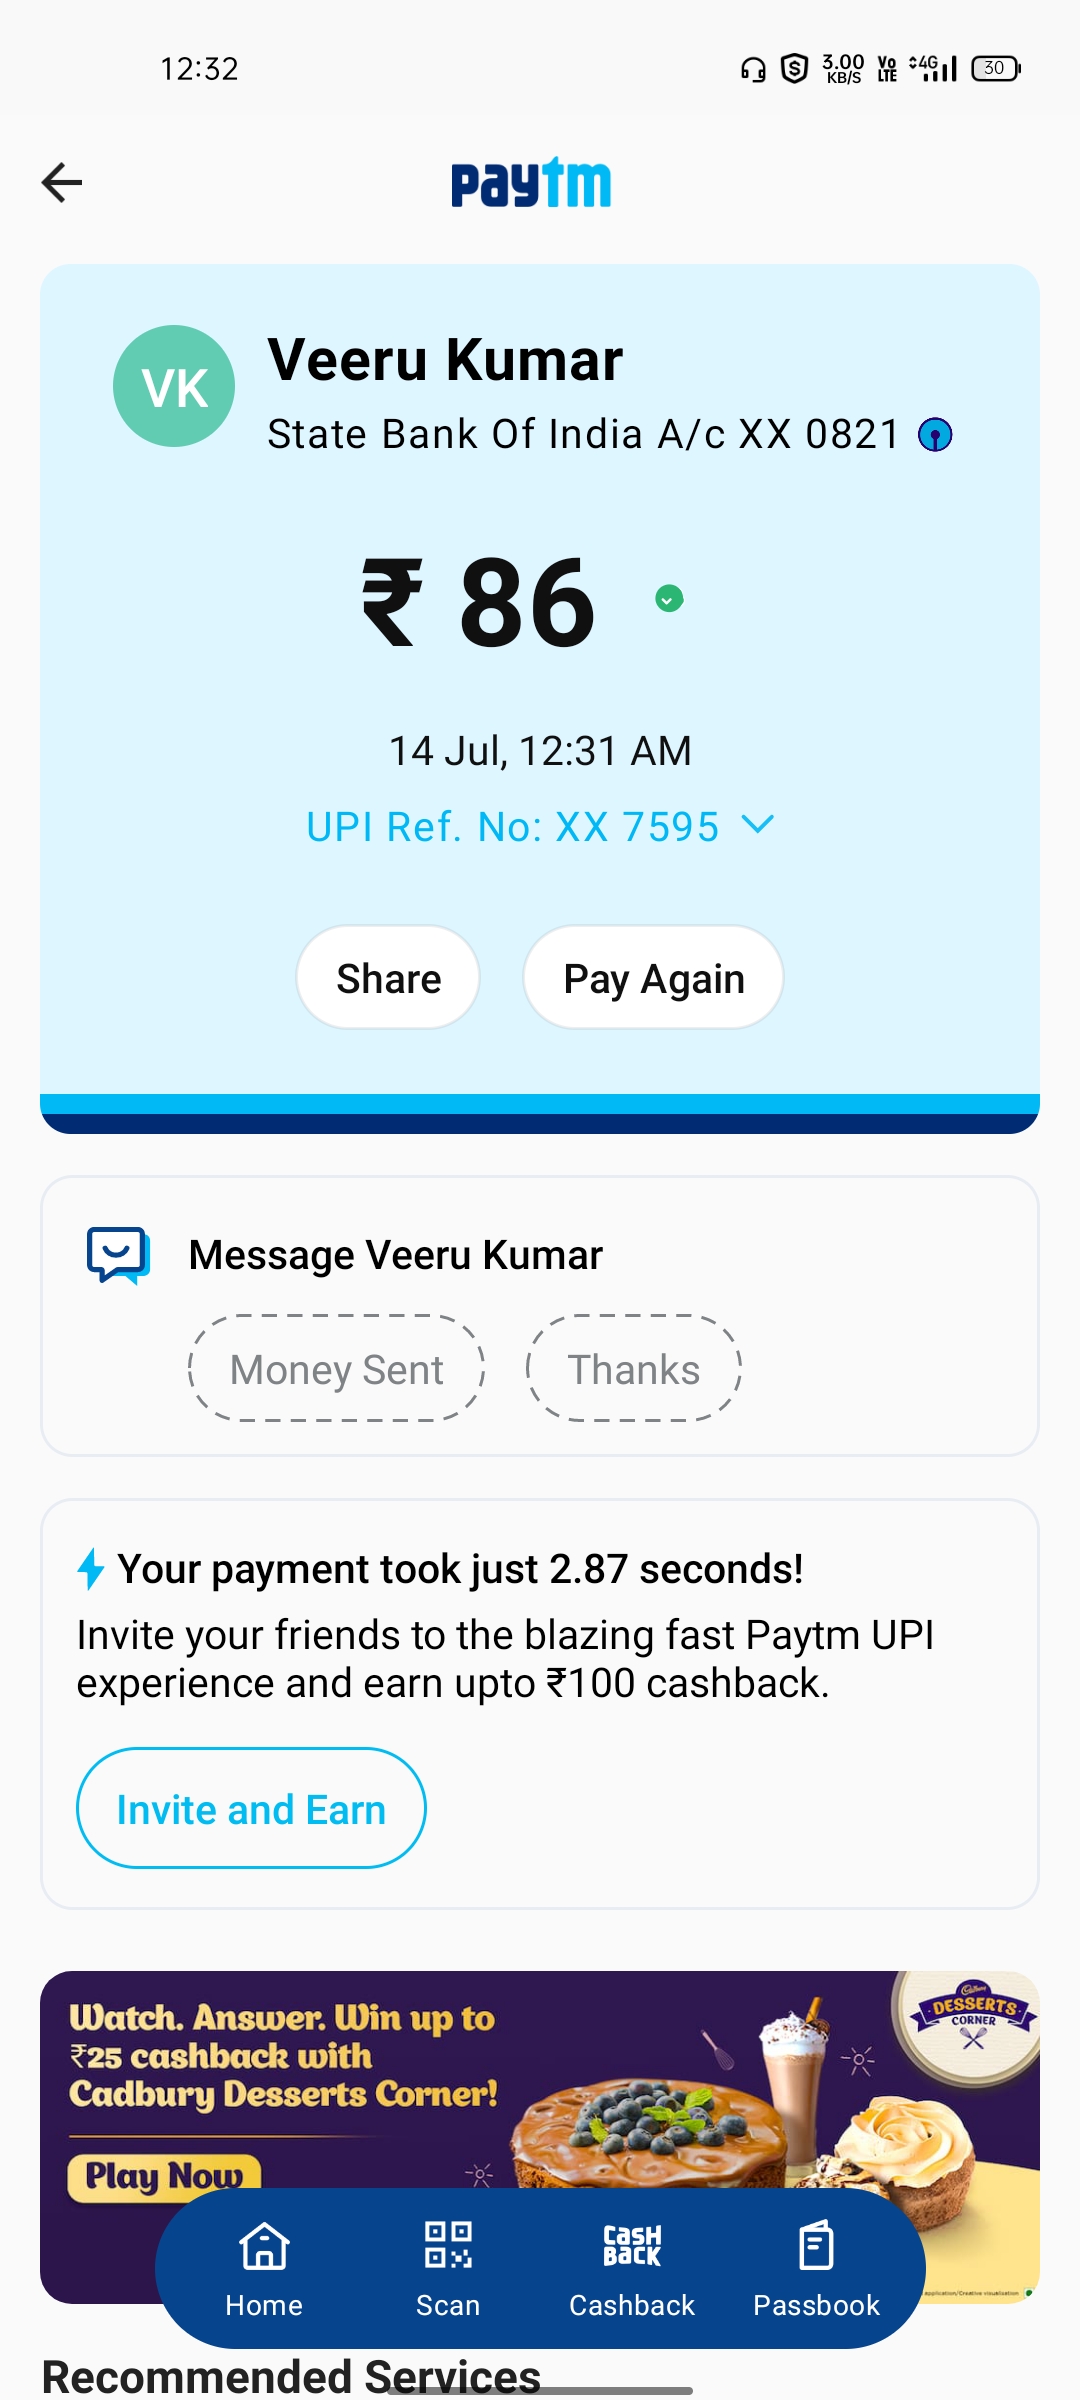 12:32
3.00 KB/S Vo LTE 4G 30
paytm
VK
Veeru Kumar
State Bank Of India A/c XX 0821
₹ 86
14 Jul, 12:31 AM
UPI Ref. No: XX 7595
Share Pay Again
Message Veeru Kumar
Money Sent Thanks
Your payment took just 2.87 seconds!
Invite your friends to the blazing fast Paytm UPI
experience and earn upto ₹100 cashback.
Invite and Earn
Watch. Answer. Win up to
₹25 cashback with
Cadbury Desserts Corner!
Play Now
Cadbury
DESSERTS
CORNER
application/Creative visualisation
CASH
BACK
Home Scan Cashback Passbook
Recommended Services